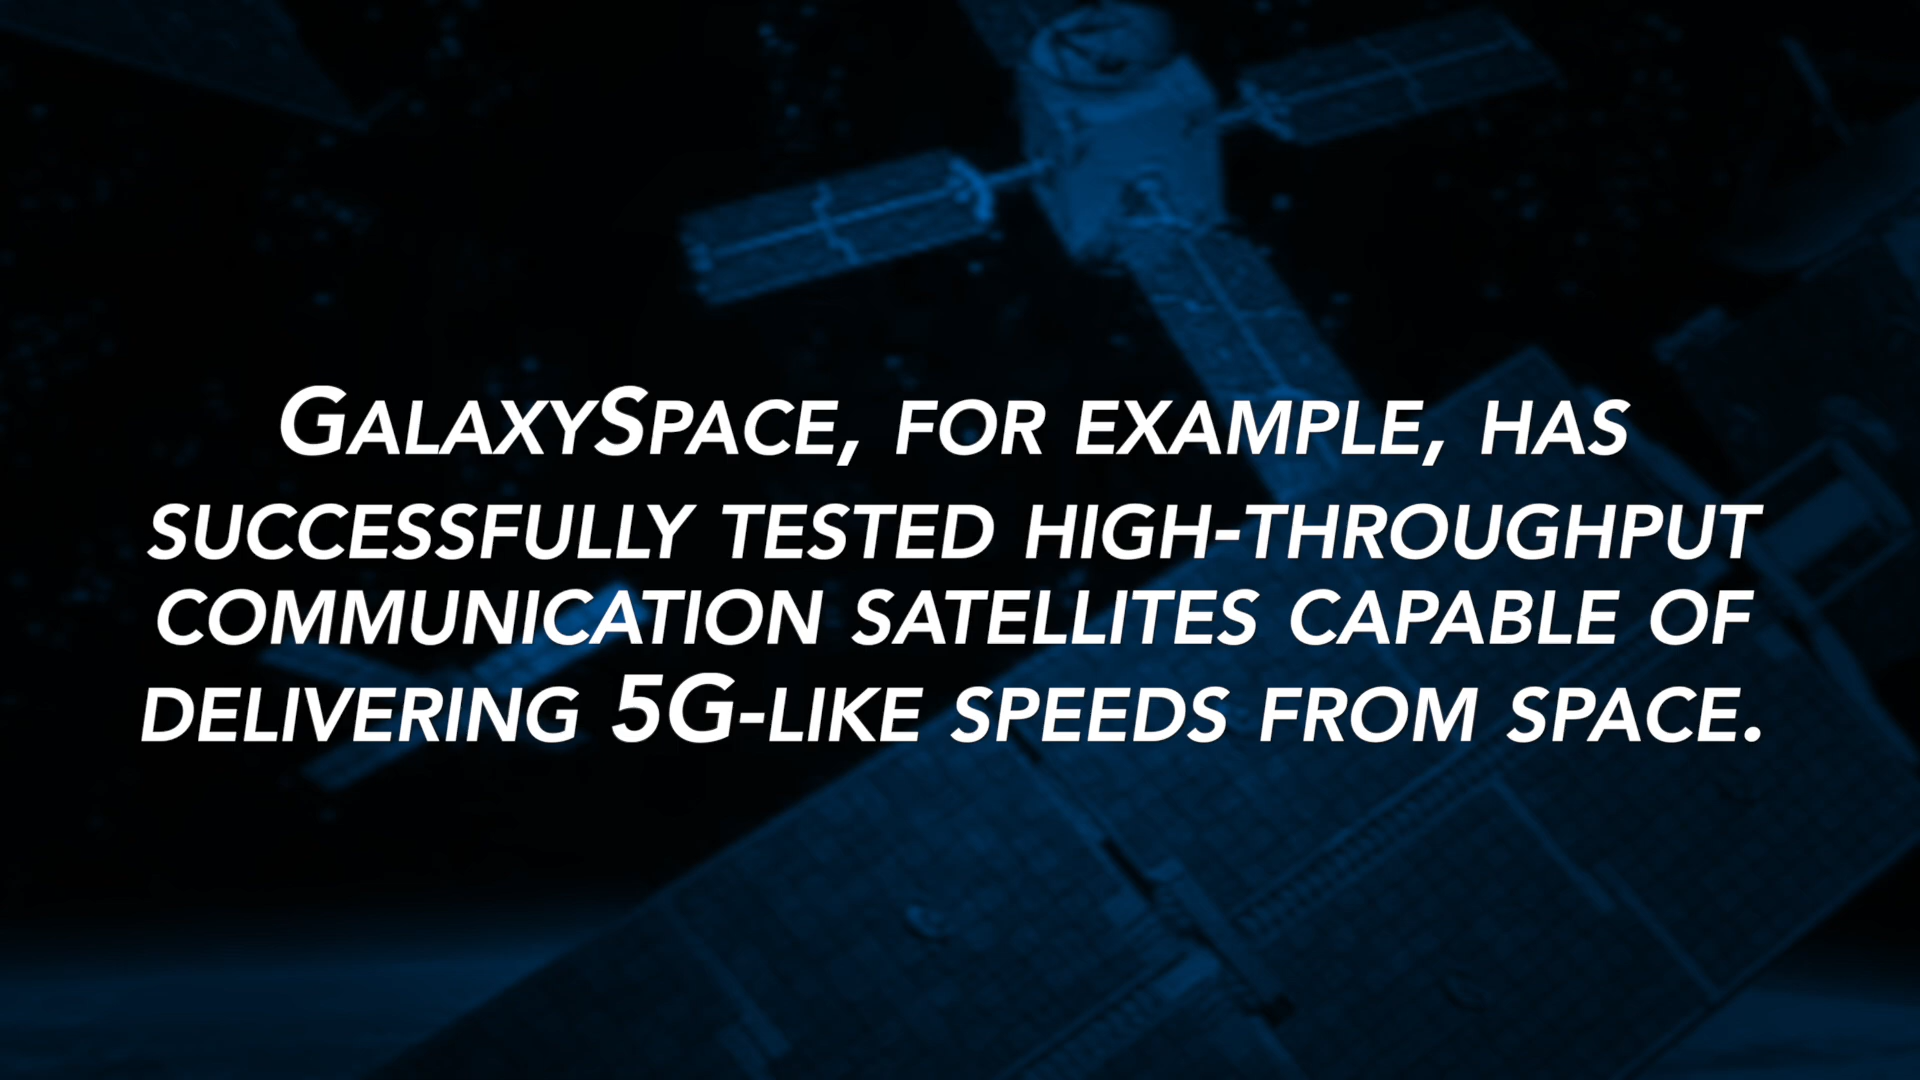 GalaxySpace, for example, has
successfully tested high-throughput
communication satellites capable of
delivering 5G-like speeds from space.